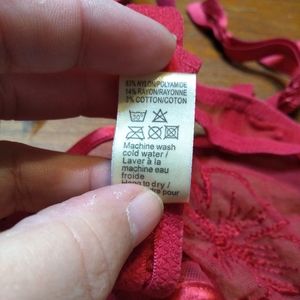 83% NYLON/POLYAMIDE
14% RAYON/RAYONNE
3% COTTON/COTON
Machine wash
cold water /
Laver à la
machine eau
froide
Hang to dry /
pour